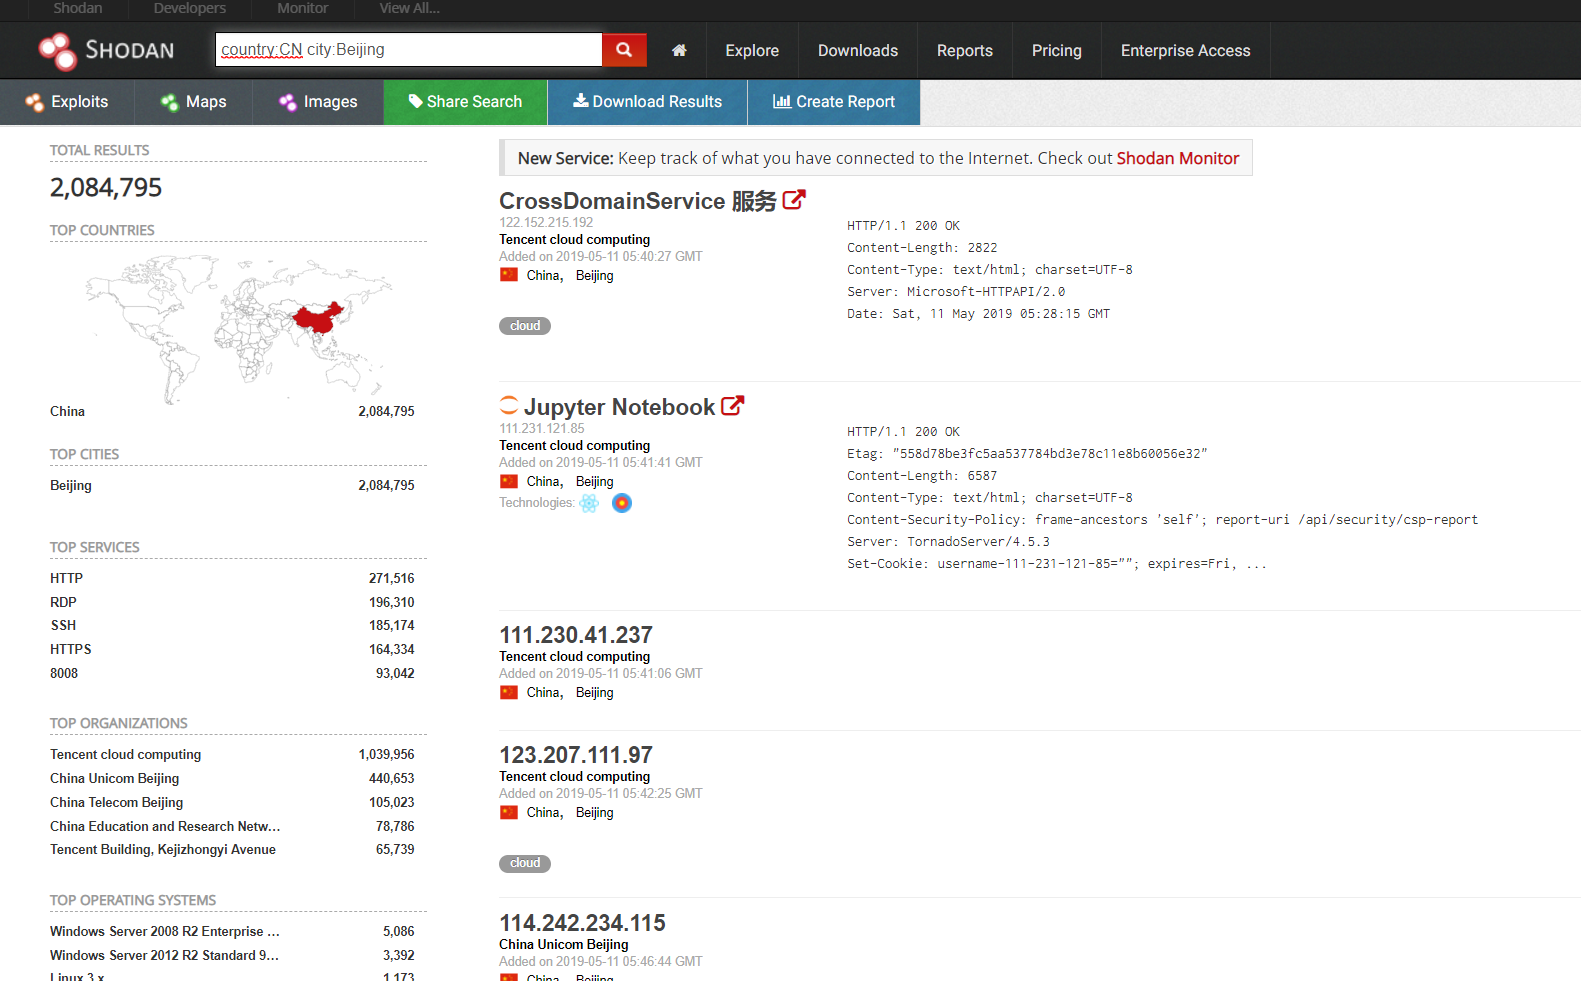 Shodan Developers Monitor View All...
SHODAN country:CN city:Beijing Explore Downloads Reports Pricing Enterprise Access
Exploits Maps Images Share Search Download Results Create Report
TOTAL RESULTS
2,084,795
TOP COUNTRIES
China 2,084,795
TOP CITIES
Beijing 2,084,795
TOP SERVICES
HTTP 271,516
RDP 196,310
SSH 185,174
HTTPS 164,334
8008 93,042
TOP ORGANIZATIONS
Tencent cloud computing 1,039,956
China Unicom Beijing 440,653
China Telecom Beijing 105,023
China Education and Research Netw... 78,786
Tencent Building, Kejizhongyi Avenue 65,739
TOP OPERATING SYSTEMS
Windows Server 2008 R2 Enterprise ... 5,086
Windows Server 2012 R2 Standard 9... 3,392
Linux 3.x 1,173
New Service: Keep track of what you have connected to the Internet. Check out Shodan Monitor
CrossDomainService 服务
122.152.215.192
Tencent cloud computing
Added on 2019-05-11 05:40:27 GMT
China, Beijing
cloud
HTTP/1.1 200 OK
Content-Length: 2822
Content-Type: text/html; charset=UTF-8
Server: Microsoft-HTTPAPI/2.0
Date: Sat, 11 May 2019 05:28:15 GMT
Jupyter Notebook
111.231.121.85
Tencent cloud computing
Added on 2019-05-11 05:41:41 GMT
China, Beijing
Technologies:
HTTP/1.1 200 OK
Etag: "558d78be3fc5aa537784bd3e78c11e8b60056e32"
Content-Length: 6587
Content-Type: text/html; charset=UTF-8
Content-Security-Policy: frame-ancestors 'self'; report-uri /api/security/csp-report
Server: TornadoServer/4.5.3
Set-Cookie: username-111-231-121-85=""; expires=Fri, ...
111.230.41.237
Tencent cloud computing
Added on 2019-05-11 05:41:06 GMT
China, Beijing
123.207.111.97
Tencent cloud computing
Added on 2019-05-11 05:42:25 GMT
China, Beijing
cloud
114.242.234.115
China Unicom Beijing
Added on 2019-05-11 05:46:44 GMT
China, Beijing